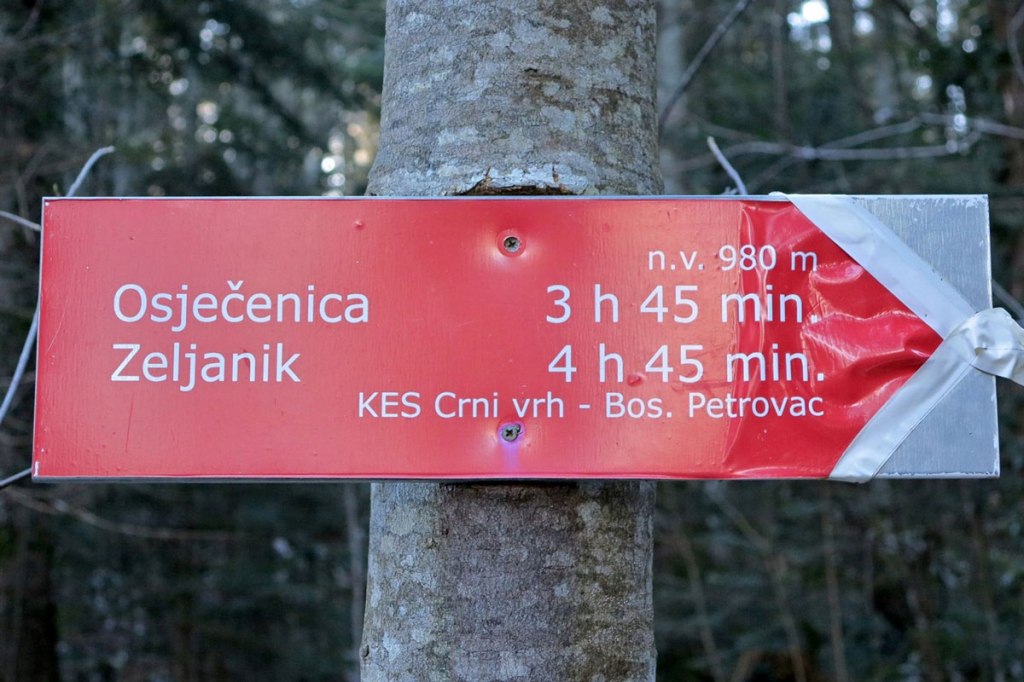 n.v. 980 m
Osječenica 3 h 45 min.
Zeljanik 4 h 45 min.
KES Crni vrh - Bos. Petrovac